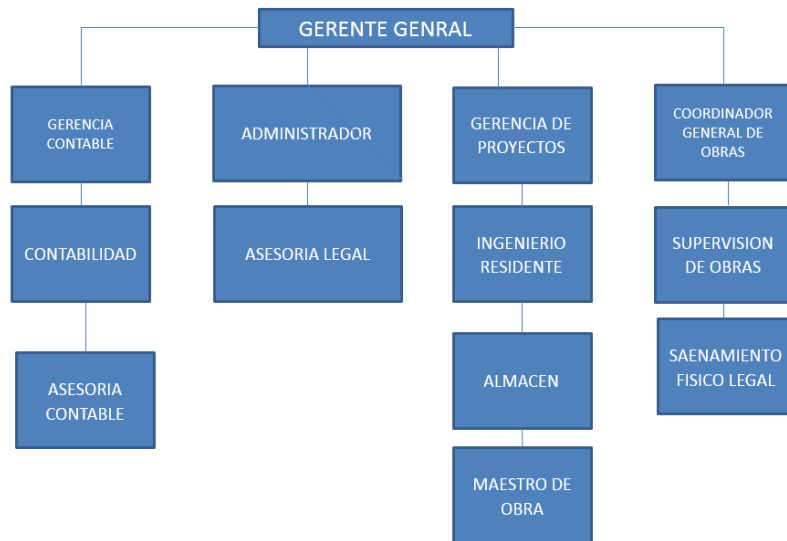 GERENTE GENRAL
GERENCIA
CONTABLE
ADMINISTRADOR
GERENCIA DE
PROYECTOS
COORDINADOR
GENERAL DE
OBRAS
CONTABILIDAD
ASESORIA LEGAL
INGENIERIO
RESIDENTE
SUPERVISION
DE OBRAS
ASESORIA
CONTABLE
ALMACEN
SAENAMIENTO
FISICO LEGAL
MAESTRO DE
OBRA